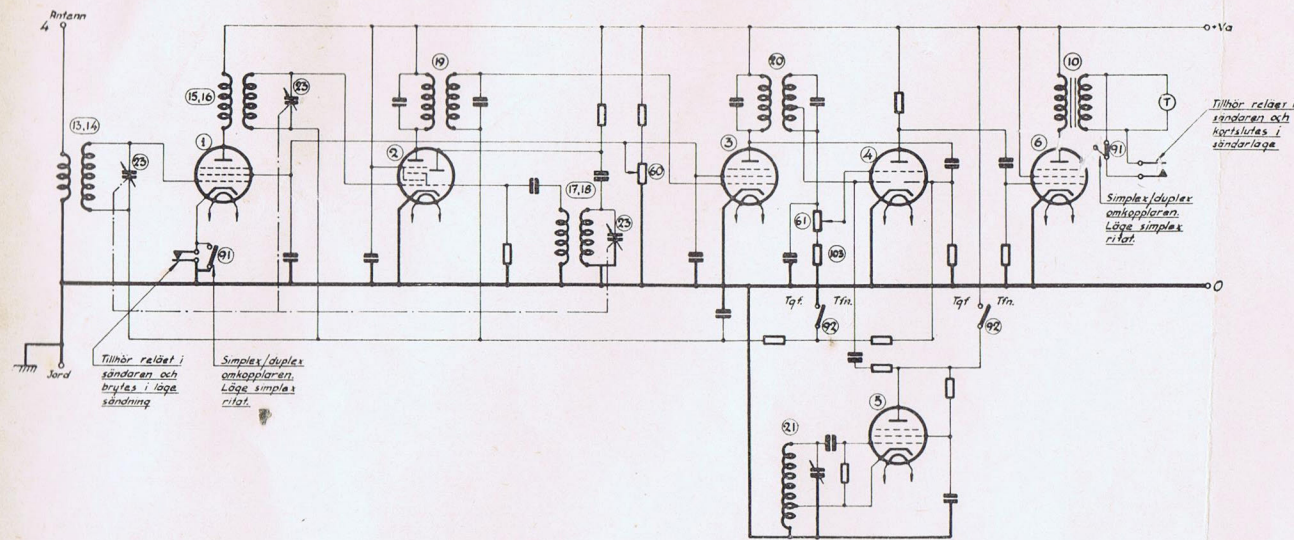 Antenn
4
+Va
19
20
10
15,16
23
T
Tillhör reläet i
sändaren och
kortslutes i
sändarläge
13,14
1
23
2
3
4
6
91
60
17,18
23
61
Simplex/duplex
omkopplaren.
Läge simplex
ritat.
91
103
0
Tgf.
Tfn.
92
Tgf.
Tfn.
92
Jord
Tillhör reläet i
sändaren och
brytes i läge
sändning
Simplex/duplex
omkopplaren.
Läge simplex
ritat.
5
21